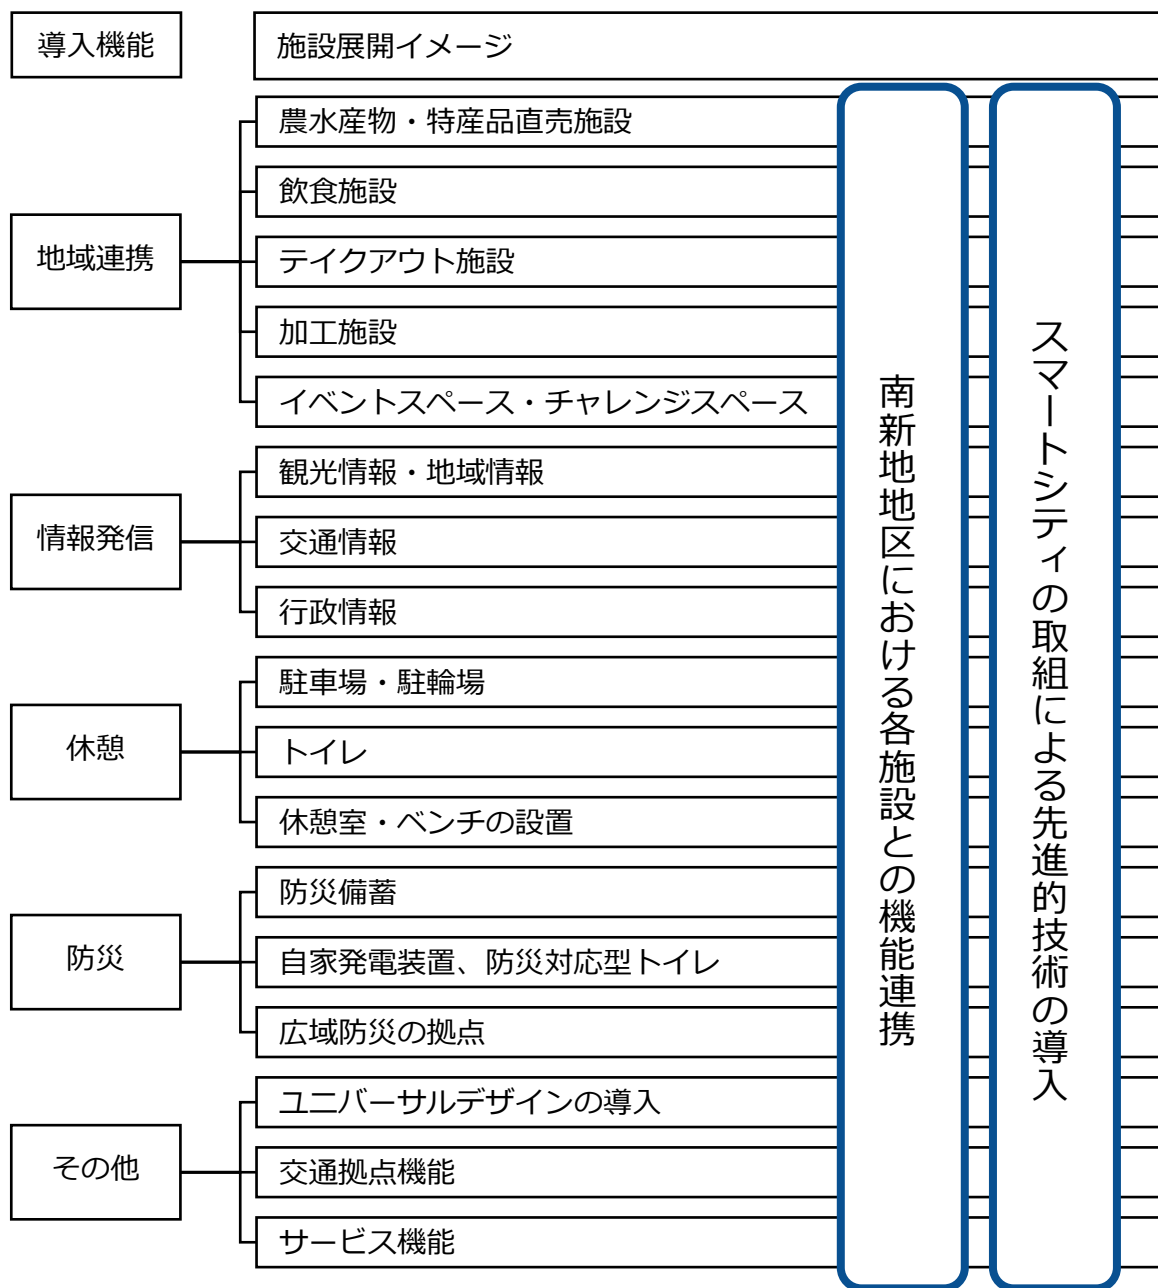 導入機能
施設展開イメージ
地域連携
農水産物・特産品直売施設
飲食施設
テイクアウト施設
加工施設
イベントスペース・チャレンジスペース
情報発信
観光情報・地域情報
交通情報
行政情報
休憩
駐車場・駐輪場
トイレ
休憩室・ベンチの設置
防災
防災備蓄
自家発電装置、防災対応型トイレ
広域防災の拠点
その他
ユニバーサルデザインの導入
交通拠点機能
サービス機能
南新地地区における各施設との機能連携
スマートシティの取組による先進的技術の導入